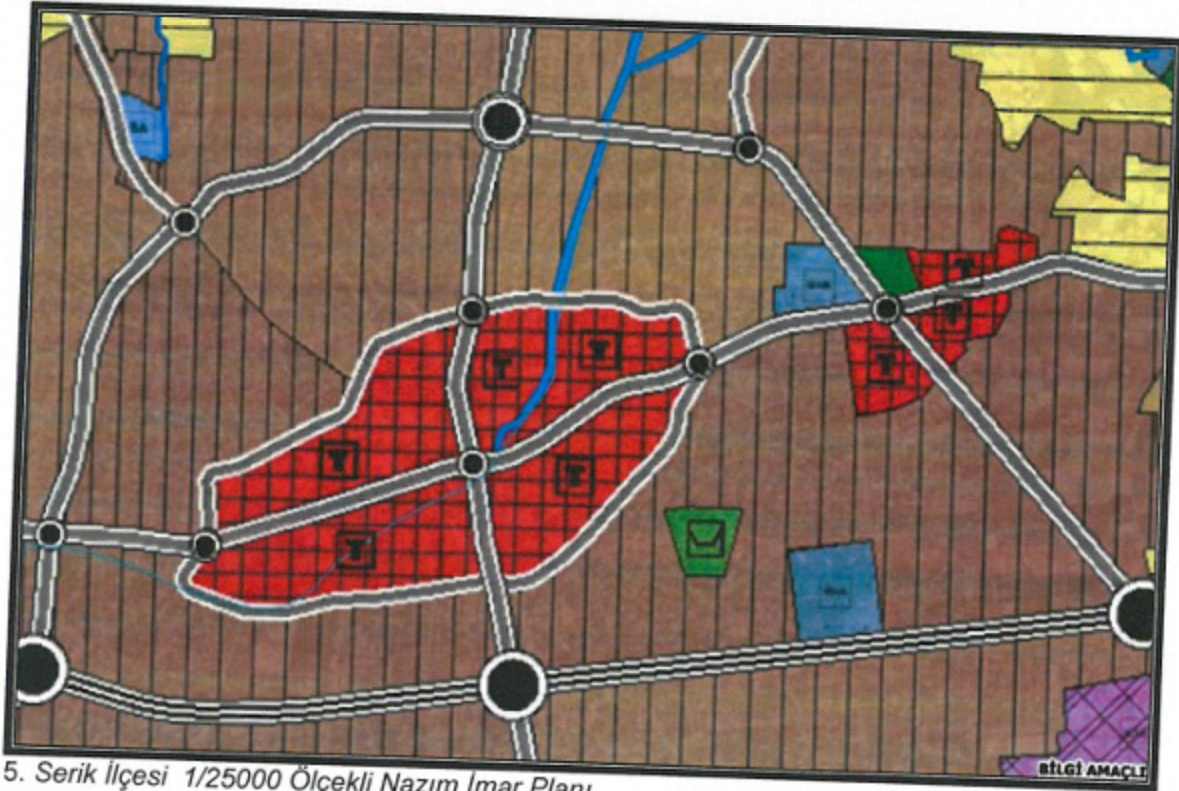 BİLGİ AMAÇLI
5. Serik İlçesi 1/25000 Ölçekli Nazım İmar Planı